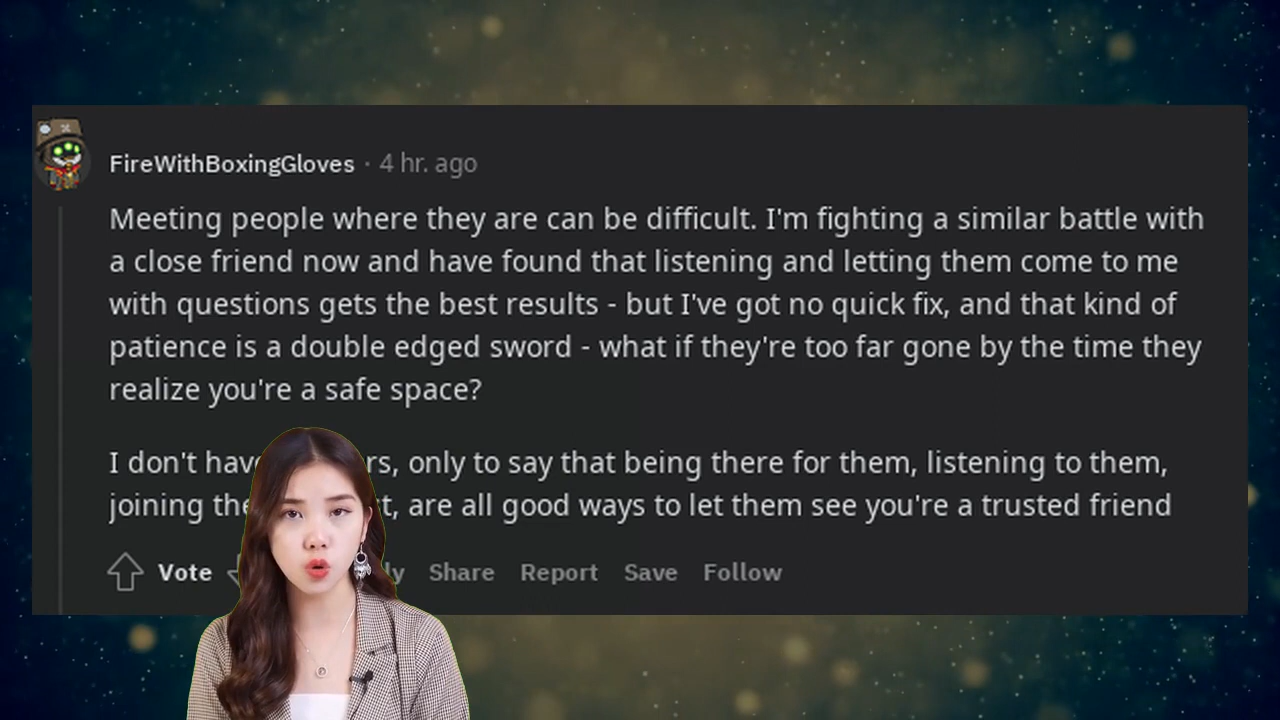 FireWithBoxingGloves · 4 hr. ago
Meeting people where they are can be difficult. I'm fighting a similar battle with
a close friend now and have found that listening and letting them come to me
with questions gets the best results - but I've got no quick fix, and that kind of
patience is a double edged sword - what if they're too far gone by the time they
realize you're a safe space?
I don't have only to say that being there for them, listening to them,
joining are all good ways to let them see you're a trusted friend
Vote Share Report Save Follow